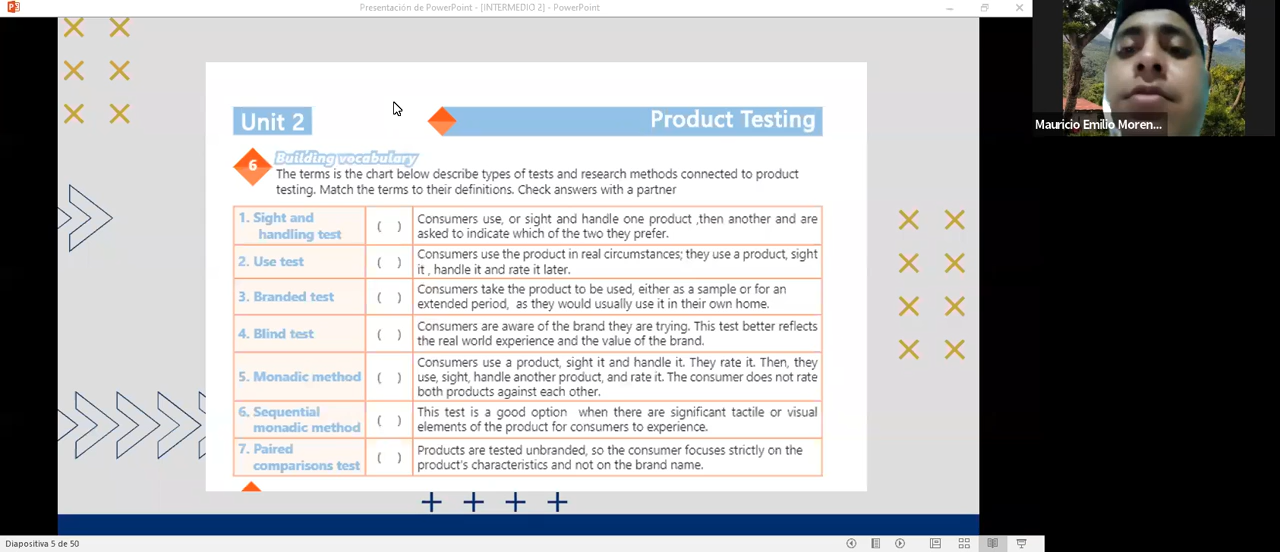 Presentación de PowerPoint - [INTERMEDIO 2] - PowerPoint
Mauricio Emilio Moren...
Unit 2
Product Testing
6
Building vocabulary
The terms is the chart below describe types of tests and research methods connected to product
testing. Match the terms to their definitions. Check answers with a partner
1. Sight and
handling test
( )
Consumers use, or sight and handle one product ,then another and are
asked to indicate which of the two they prefer.
2. Use test
( )
Consumers use the product in real circumstances; they use a product, sight
it , handle it and rate it later.
3. Branded test
( )
Consumers take the product to be used, either as a sample or for an
extended period, as they would usually use it in their own home.
4. Blind test
( )
Consumers are aware of the brand they are trying. This test better reflects
the real world experience and the value of the brand.
5. Monadic method
( )
Consumers use a product, sight it and handle it. They rate it. Then, they
use, sight, handle another product, and rate it. The consumer does not rate
both products against each other.
6. Sequential
monadic method
( )
This test is a good option when there are significant tactile or visual
elements of the product for consumers to experience.
7. Paired
comparisons test
( )
Products are tested unbranded, so the consumer focuses strictly on the
product's characteristics and not on the brand name.
Diapositiva 5 de 50